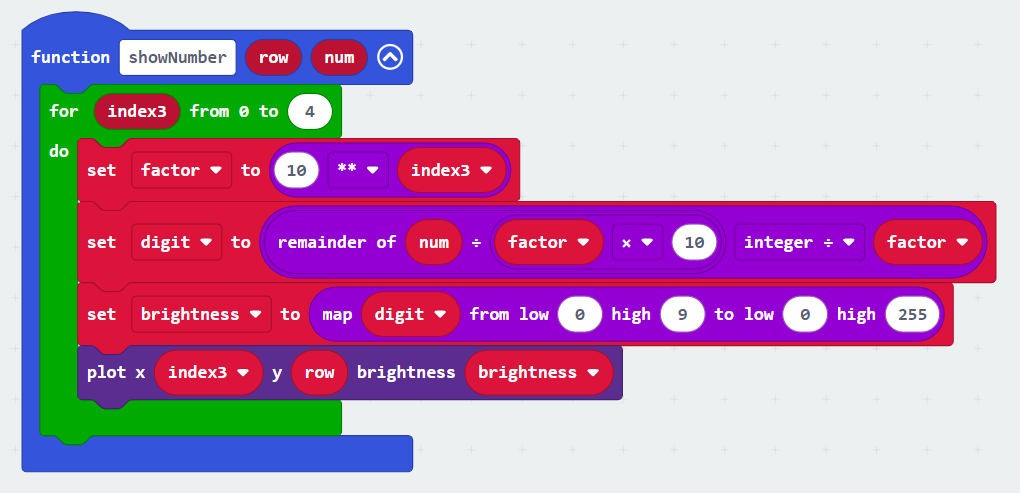 function showNumber row num
for index3 from 0 to 4
do
set factor to 10 ** index3
set digit to remainder of num ÷ factor × 10 integer ÷ factor
set brightness to map digit from low 0 high 9 to low 0 high 255
plot x index3 y row brightness brightness